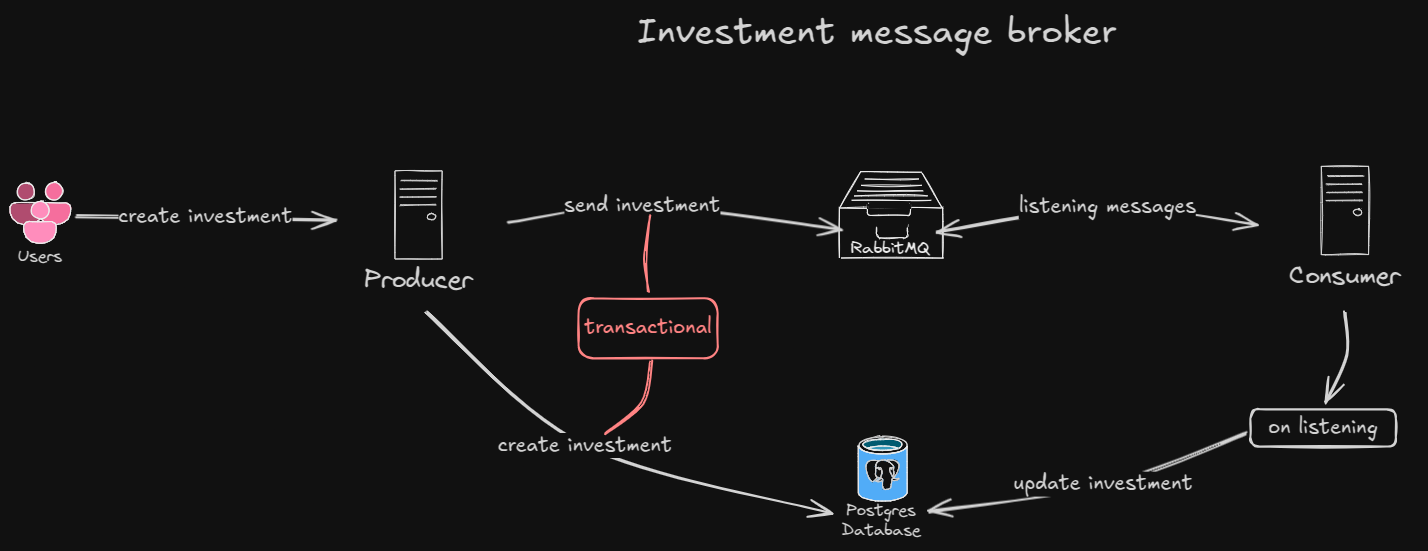 Investment message broker
create investment
send investment
listening messages
RabbitMQ
Users
Producer
Consumer
transactional
create investment
on listening
update investment
Postgres
Database